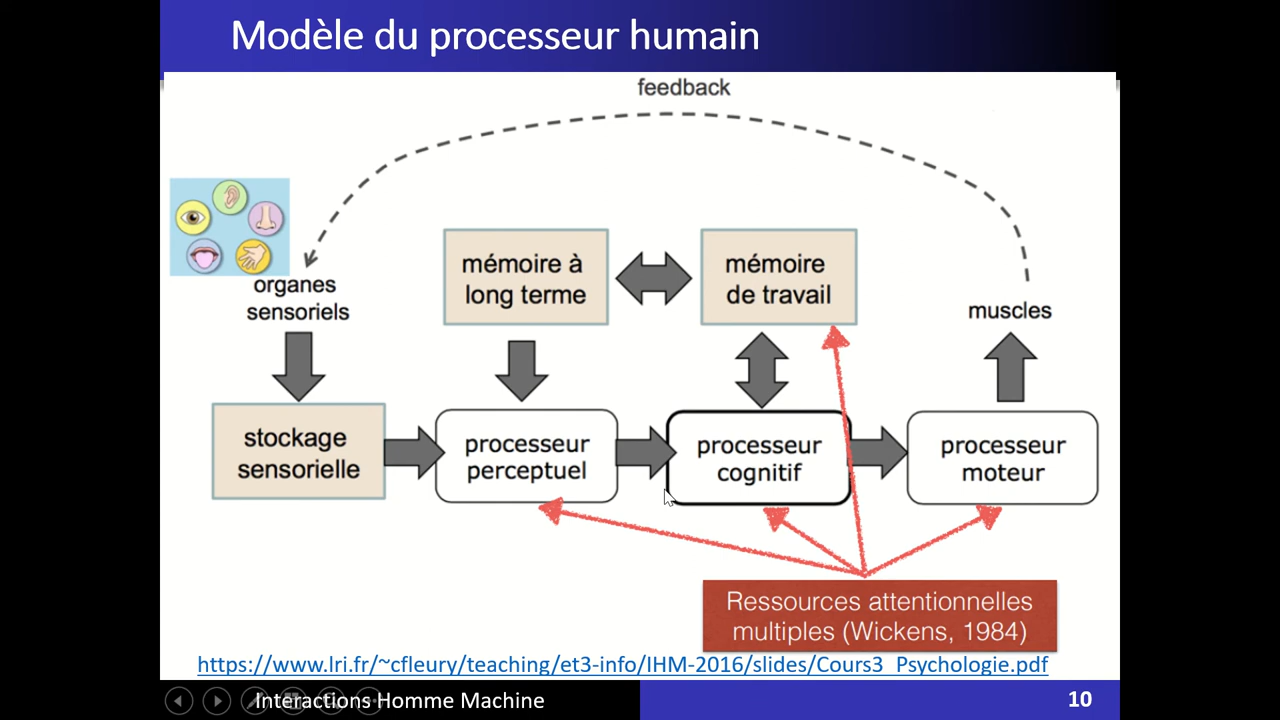 Modèle du processeur humain
feedback
organes
sensoriels
mémoire à
long terme
mémoire
de travail
muscles
stockage
sensorielle
processeur
perceptuel
processeur
cognitif
processeur
moteur
Ressources attentionnelles
multiples (Wickens, 1984)
https://www.lri.fr/~cfleury/teaching/et3-info/IHM-2016/slides/Cours3_Psychologie.pdf
Interactions Homme Machine
10